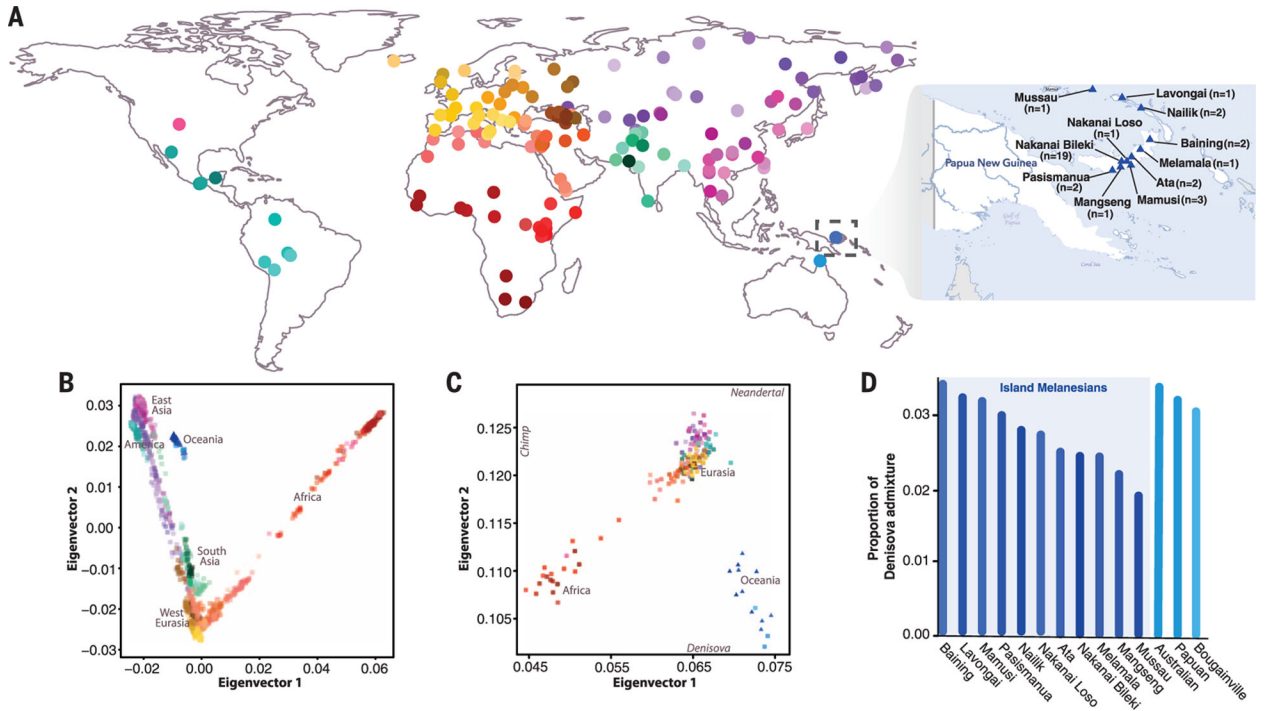 A
Mussau
(n=1)
Lavongai (n=1)
Nailik (n=2)
Nakanai Loso
(n=1)
Nakanai Bileki
(n=19)
Baining (n=2)
Papua New Guinea
Melamala (n=1)
Pasismanua
(n=2)
Ata (n=2)
Mangseng
(n=1)
Mamusi (n=3)
Gulf of
Papua
Coral Sea
B
Eigenvector 2
0.03
0.02
0.01
0.00
−0.01
−0.02
−0.03
East
Asia
America
Oceania
Africa
South
Asia
West
Eurasia
−0.02
0.00
0.02
0.04
0.06
Eigenvector 1
C
Eigenvector 2
0.125
0.120
0.115
0.110
0.105
Neandertal
Chimp
Eurasia
Africa
Oceania
Denisova
0.045
0.055
0.065
0.075
Eigenvector 1
D
Proportion of
Denisova admixture
0.03
0.02
0.01
0.00
Island Melanesians
Baining
Lavongai
Mamusi
Pasismanua
Nailik
Nakanai Loso
Ata
Nakanai Bileki
Melamala
Mangseng
Mussau
Australian
Papuan
Bougainville